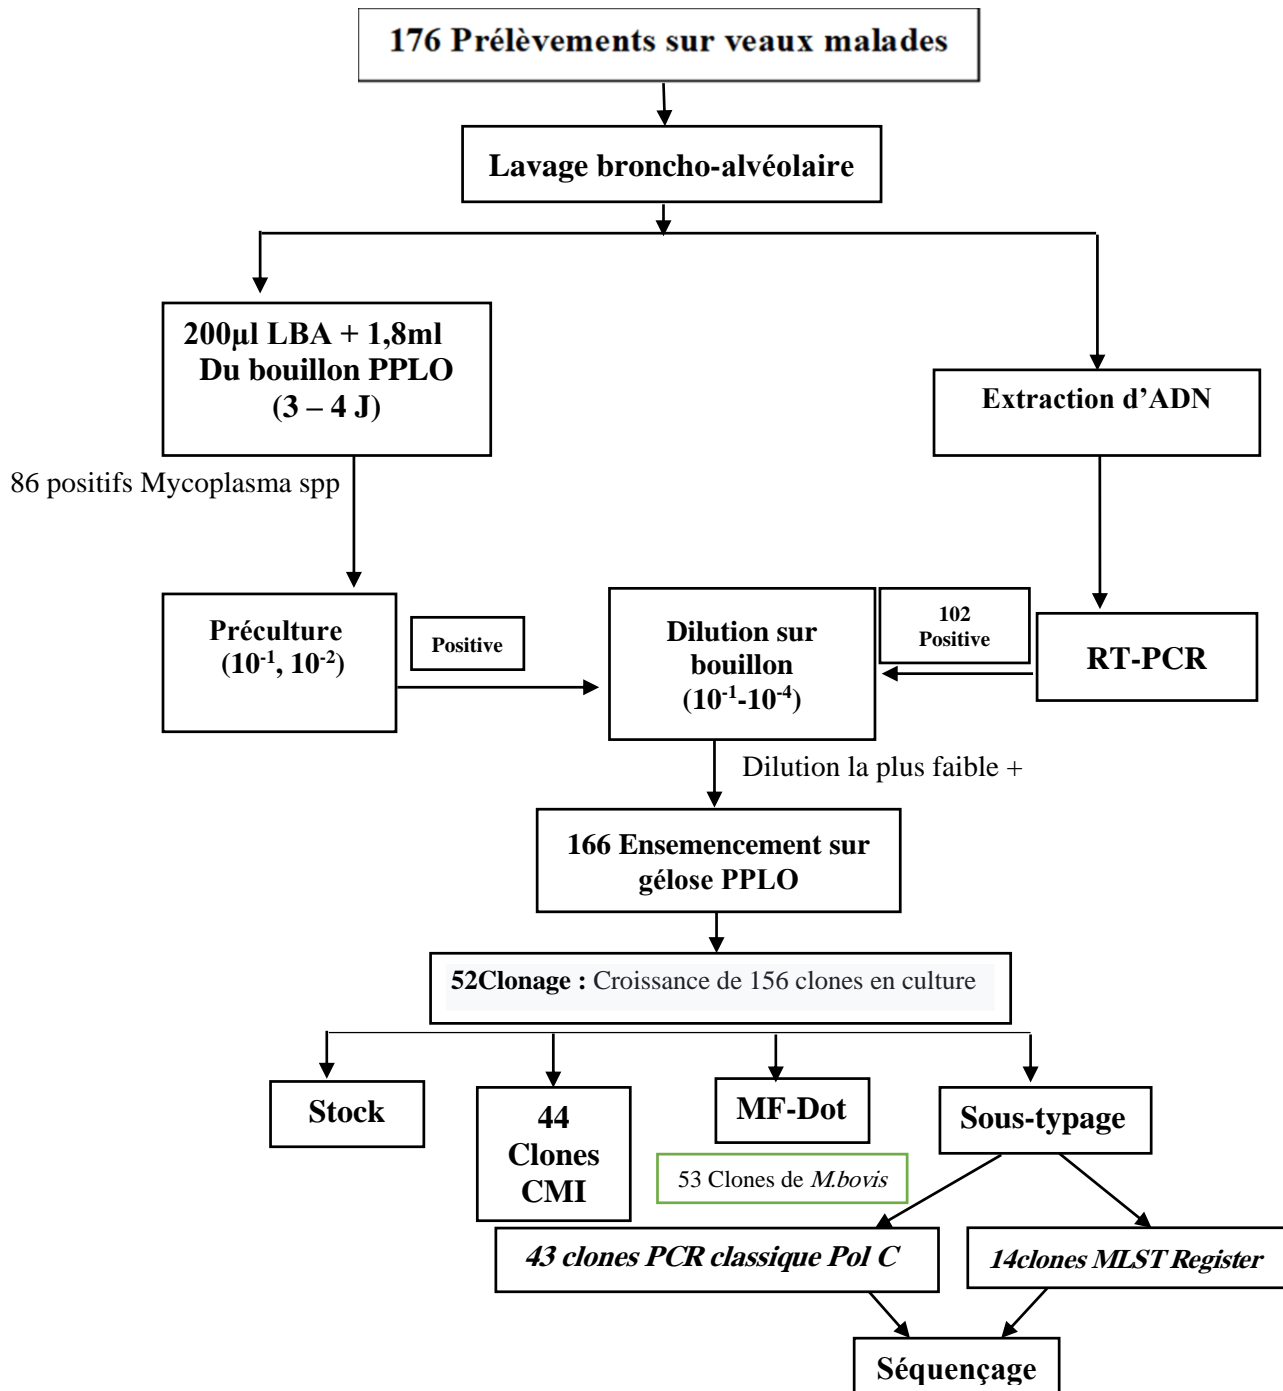 176 Prélèvements sur veaux malades
Lavage broncho-alvéolaire
200µl LBA + 1,8ml
Du bouillon PPLO
(3 – 4 J)
Extraction d’ADN
86 positifs Mycoplasma spp
Préculture
(10⁻¹, 10⁻²)
Positive
Dilution sur
bouillon
(10⁻¹-10⁻⁴)
102
Positive
RT-PCR
Dilution la plus faible +
166 Ensemencement sur
gélose PPLO
52Clonage : Croissance de 156 clones en culture
Stock
44
Clones
CMI
MF-Dot
Sous-typage
53 Clones de M.bovis
43 clones PCR classique Pol C
14clones MLST Register
Séquençage